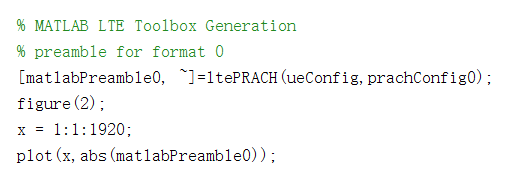 % MATLAB LTE Toolbox Generation
% preamble for format 0
[matlabPreamble0, ~]=ltePRACH(ueConfig,prachConfig0);
figure(2);
x = 1:1:1920;
plot(x,abs(matlabPreamble0));